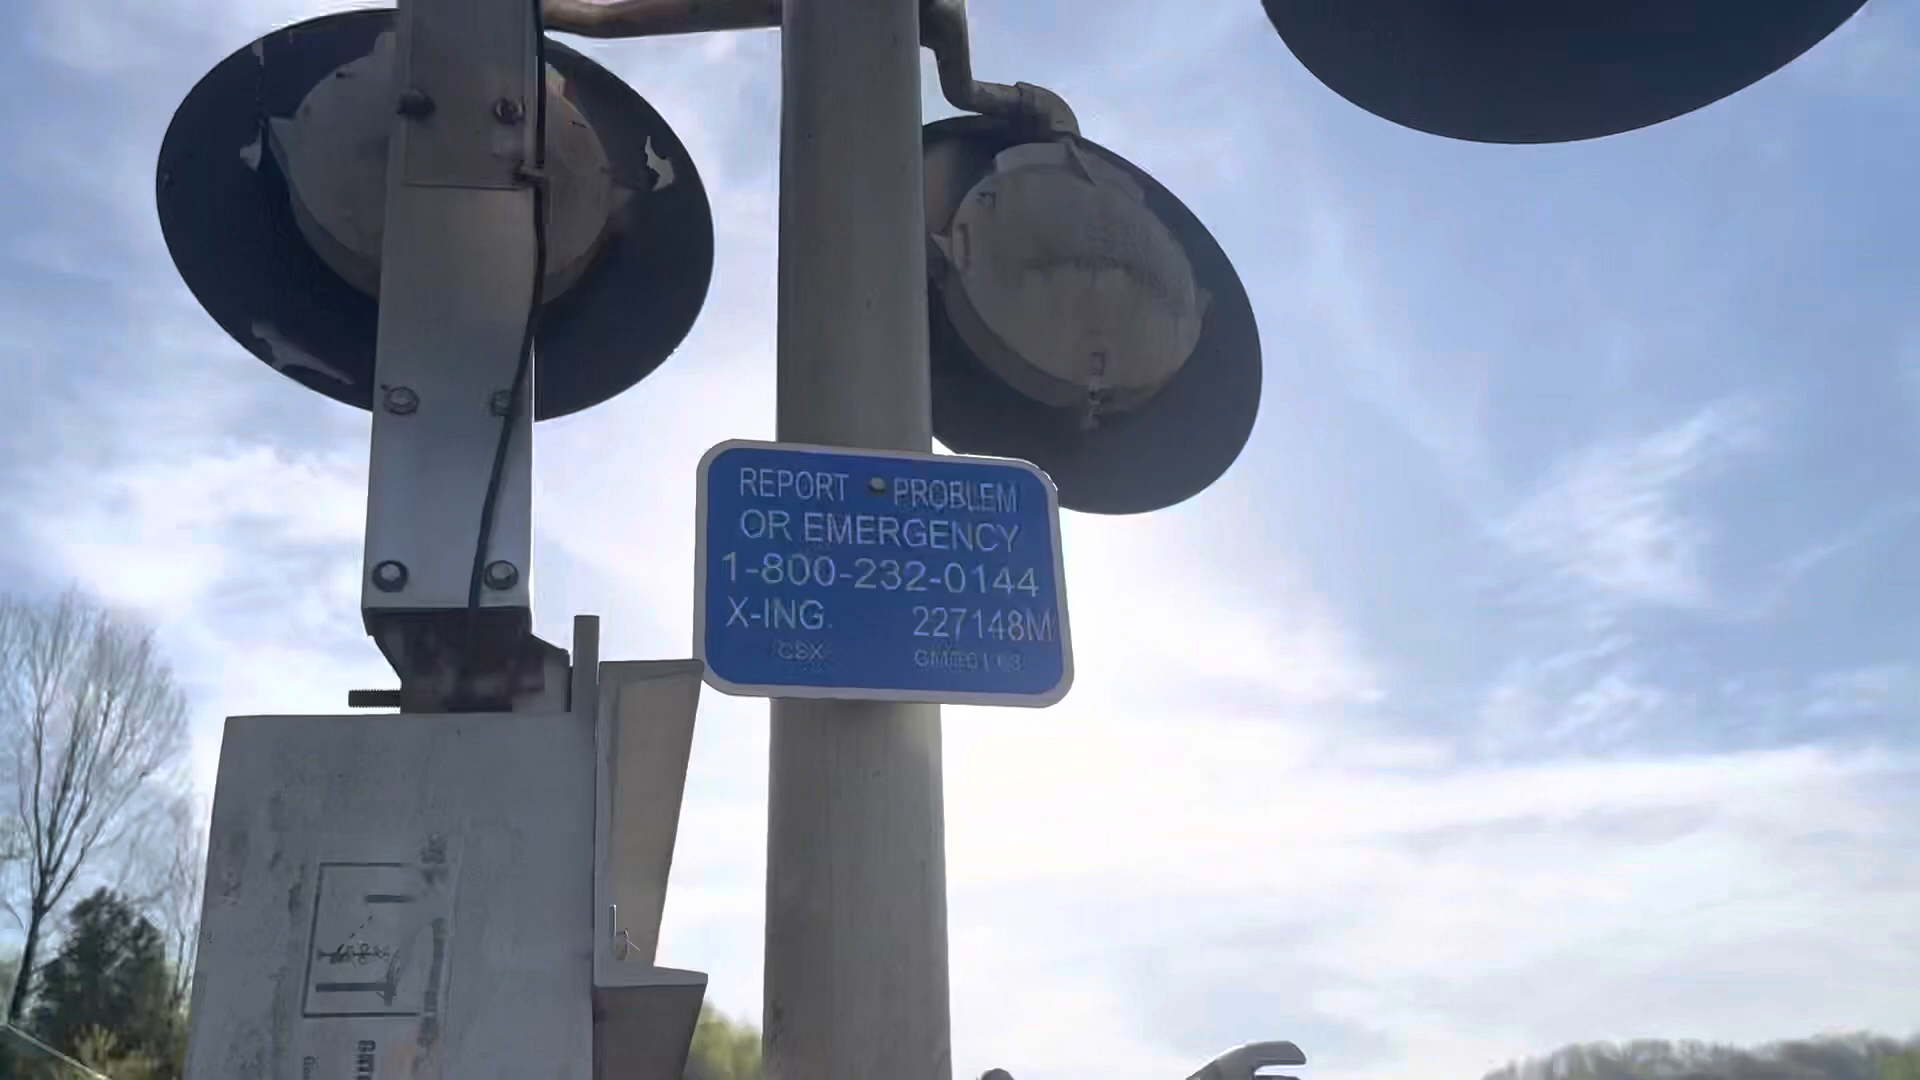 REPORT PROBLEM
OR EMERGENCY
1-800-232-0144
X-ING. 227148M
CSX